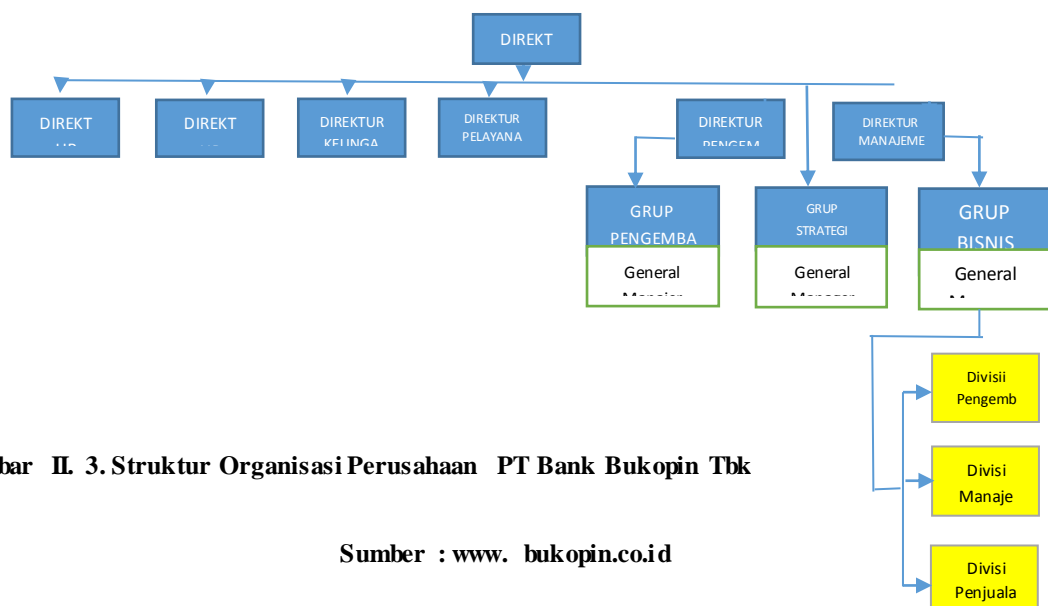 DIREKT
DIREKT
DIREKT
DIREKTUR
DIREKTUR
PELAYANA
DIREKTUR
DIREKTUR
MANAJEME
GRUP
PENGEMBA
General
GRUP
STRATEGI
General
GRUP
BISNIS
General
Divisii
Pengemb
bar II. 3. Struktur Organisasi Perusahaan PT Bank Bukopin Tbk
Divisi
Manaje
Sumber : www. bukopin.co.id
Divisi
Penjuala